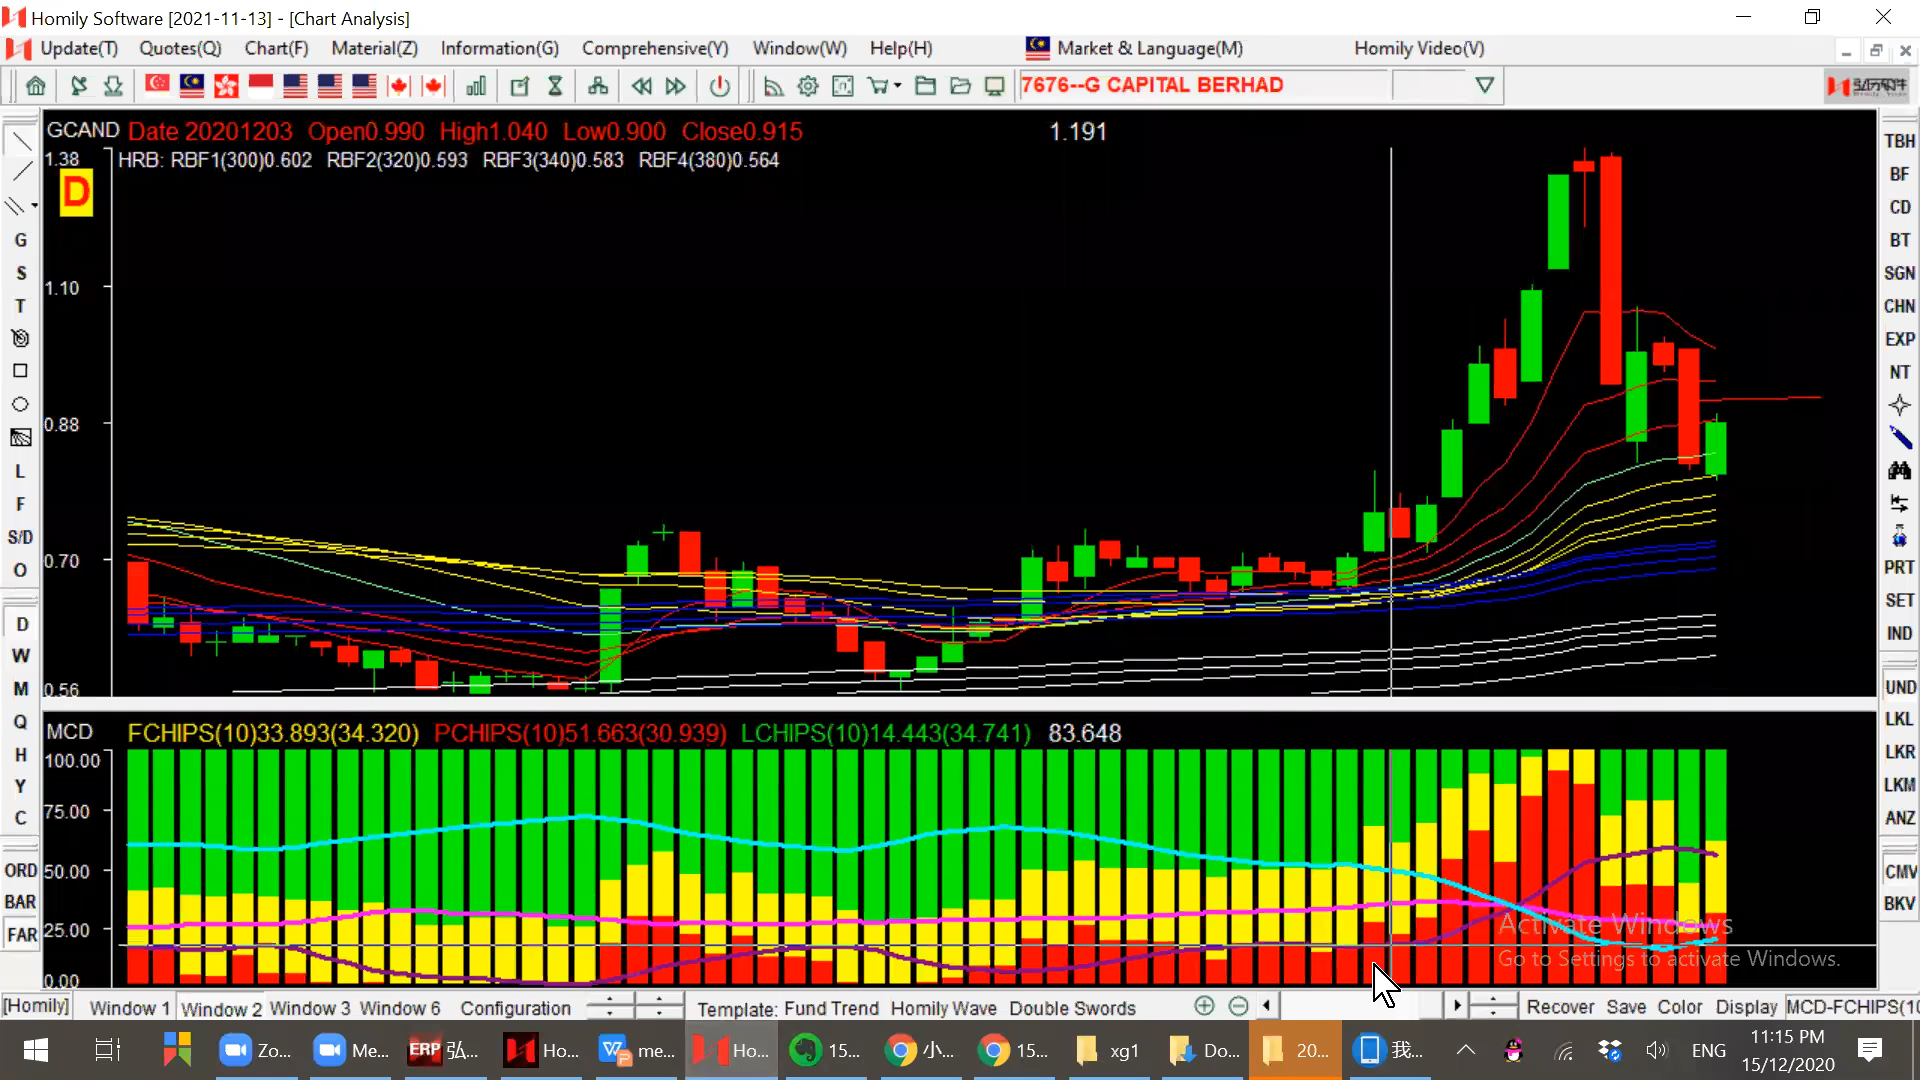 Homily Software [2021-11-13] - [Chart Analysis]
Update(T) Quotes(Q) Chart(F) Material(Z) Information(G) Comprehensive(Y) Window(W) Help(H) Market & Language(M) Homily Video(V)
7676--G CAPITAL BERHAD
GCAND Date 20201203 Open0.990 High1.040 Low0.900 Close0.915 1.191
HRB: RBF1(300)0.602 RBF2(320)0.593 RBF3(340)0.583 RBF4(380)0.564
1.38
D
1.10
0.88
0.70
0.56
MCD FCHIPS(10)33.893(34.320) PCHIPS(10)51.663(30.939) LCHIPS(10)14.443(34.741) 83.648
100.00
75.00
50.00
25.00
0.00
G
S
T
L
F
S/D
O
D
W
M
Q
H
Y
C
ORD
BAR
FAR
TBH
BF
CD
BT
SGN
CHN
EXP
NT
PRT
SET
IND
UND
LKL
LKR
LKM
ANZ
CMV
BKV
Activate Windows
Go to Settings to activate Windows.
[Homily] Window 1 Window 2 Window 3 Window 6 Configuration Template: Fund Trend Homily Wave Double Swords Recover Save Color Display MCD-FCHIPS(10
Zo... Me... ERP 弘... Ho... me... Ho... 15... 小... 15... xg1 Do... 20... 我... ENG
11:15 PM
15/12/2020